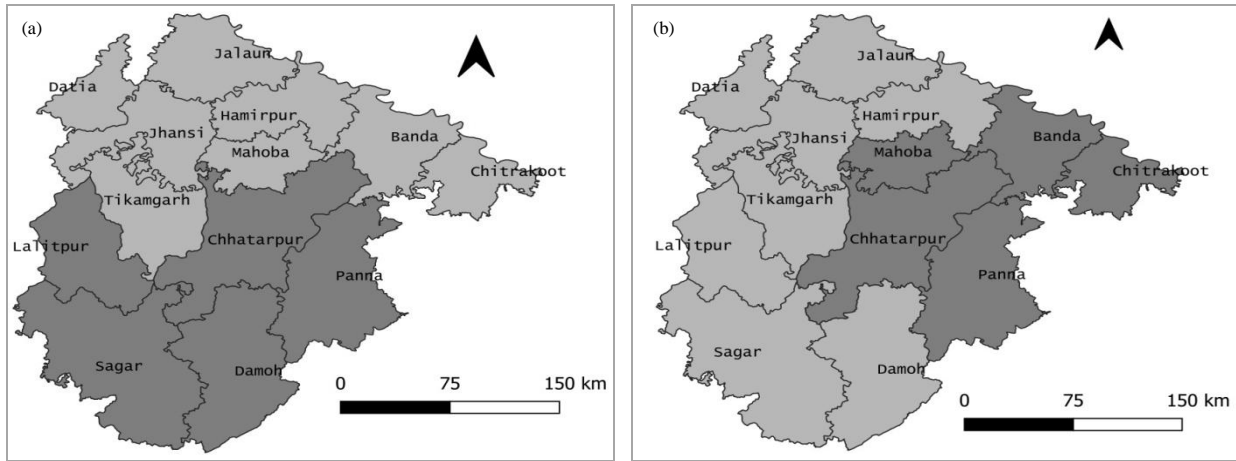 (a)
Jalaun
Datia
Hamirpur
Jhansi
Banda
Mahoba
Chitrakoot
Tikamgarh
Lalitpur
Chhatarpur
Panna
Sagar
Damoh
0 75 150 km
(b)
Jalaun
Datia
Hamirpur
Jhansi
Banda
Mahoba
Chitrakoot
Tikamgarh
Chhatarpur
Lalitpur
Panna
Sagar
Damoh
0 75 150 km